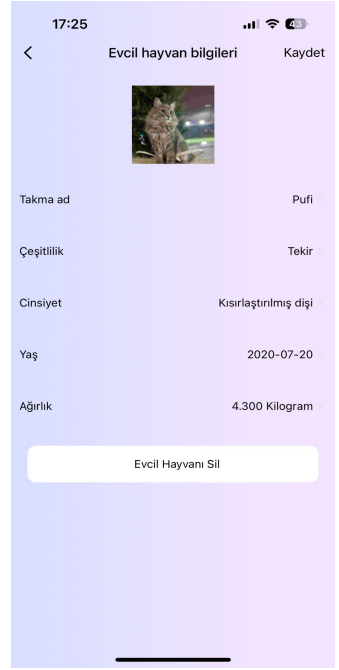 17:25
43
Evcil hayvan bilgileri
Kaydet
Takma ad
Pufi
Çeşitlilik
Tekir
Cinsiyet
Kısırlaştırılmış dişi
Yaş
2020-07-20
Ağırlık
4.300 Kilogram
Evcil Hayvanı Sil